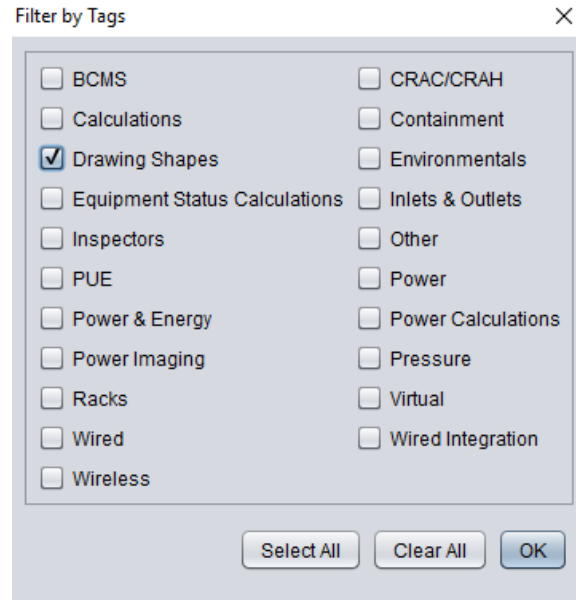 Filter by Tags
BCMS
CRAC/CRAH
Calculations
Containment
Drawing Shapes
Environmentals
Equipment Status Calculations
Inlets & Outlets
Inspectors
Other
PUE
Power
Power & Energy
Power Calculations
Power Imaging
Pressure
Racks
Virtual
Wired
Wired Integration
Wireless
Select All
Clear All
OK